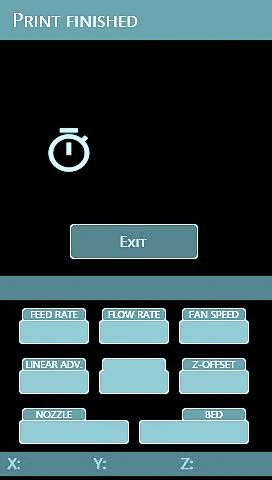 Print finished
Exit
FEED RATE FLOW RATE FAN SPEED
LINEAR ADV. Z-OFFSET
NOZZLE BED
X: Y: Z: